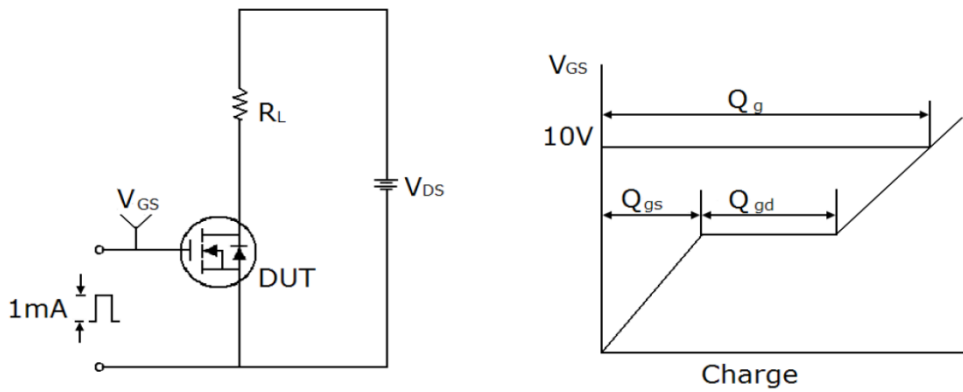 RL
VDS
VGS
DUT
1mA
VGS
Qg
10V
Qgs
Qgd
Charge